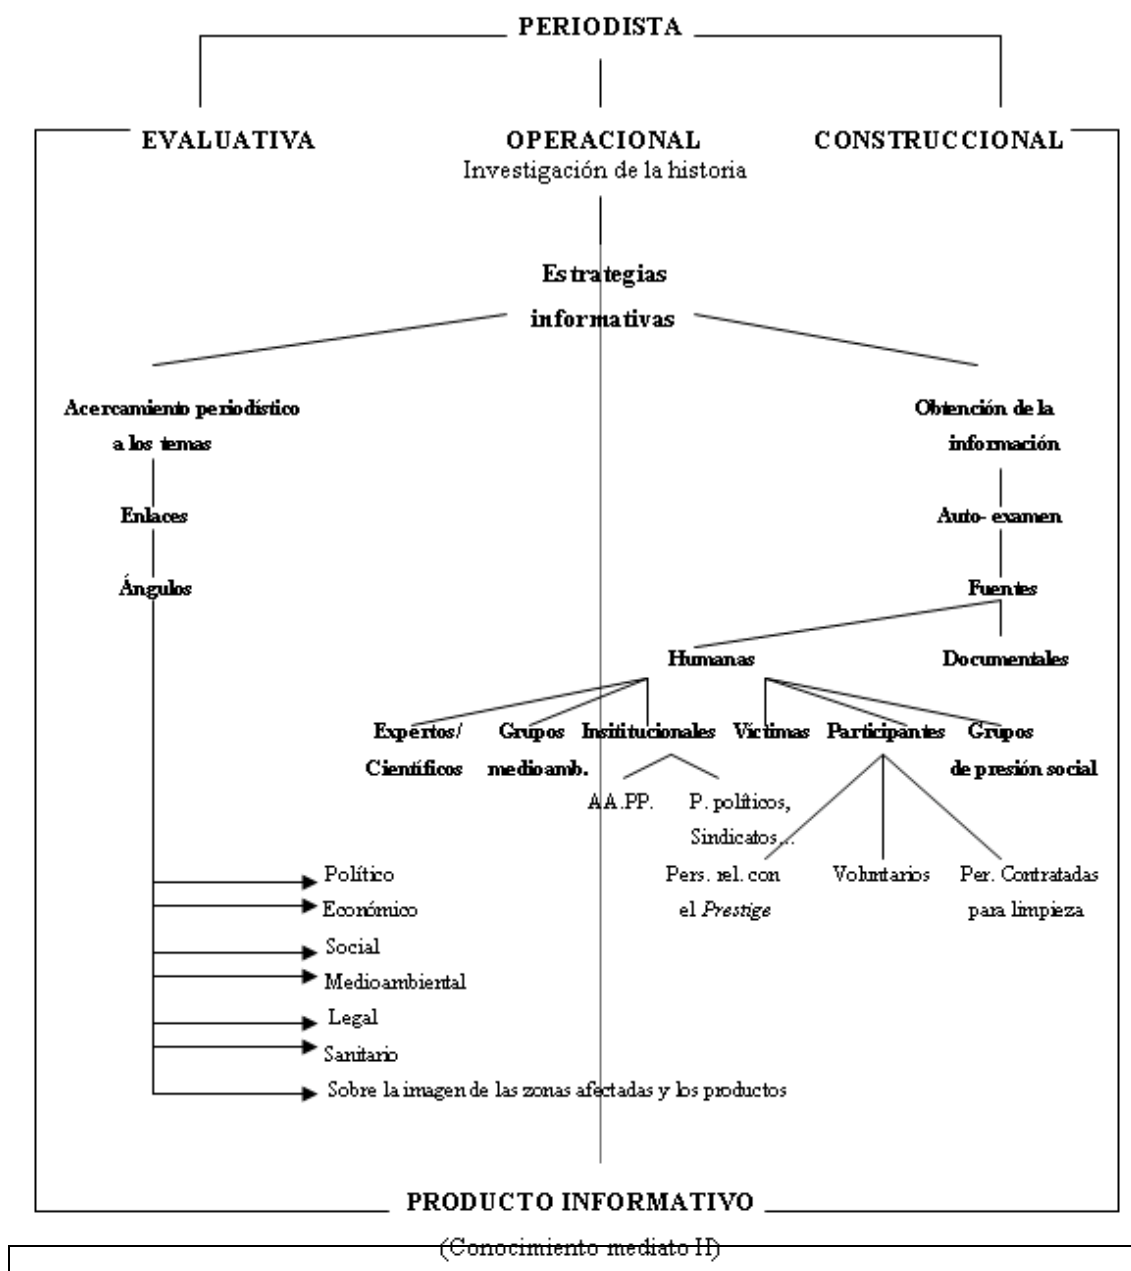 PERIODISTA
EVALUATIVA
OPERACIONAL
CONSTRUCCIONAL
Investigación de la historia
Estrategias
informativas
Acercamiento periodístico
a los temas
Obtención de la
información
Enlaces
Auto- examen
Ángulos
Fuentes
Humanas
Documentales
Expertos/
Científicos
Grupos
medioamb.
Insititucionales
Víctimas
Participantes
Grupos
de presión social
AA.PP.
P. políticos,
Sindicatos...
Pers. rel. con
el Prestige
Voluntarios
Per. Contratadas
para limpieza
Político
Económico
Social
Medioambiental
Legal
Sanitario
Sobre la imagen de las zonas afectadas y los productos
PRODUCTO INFORMATIVO
(Conocimiento mediato II)